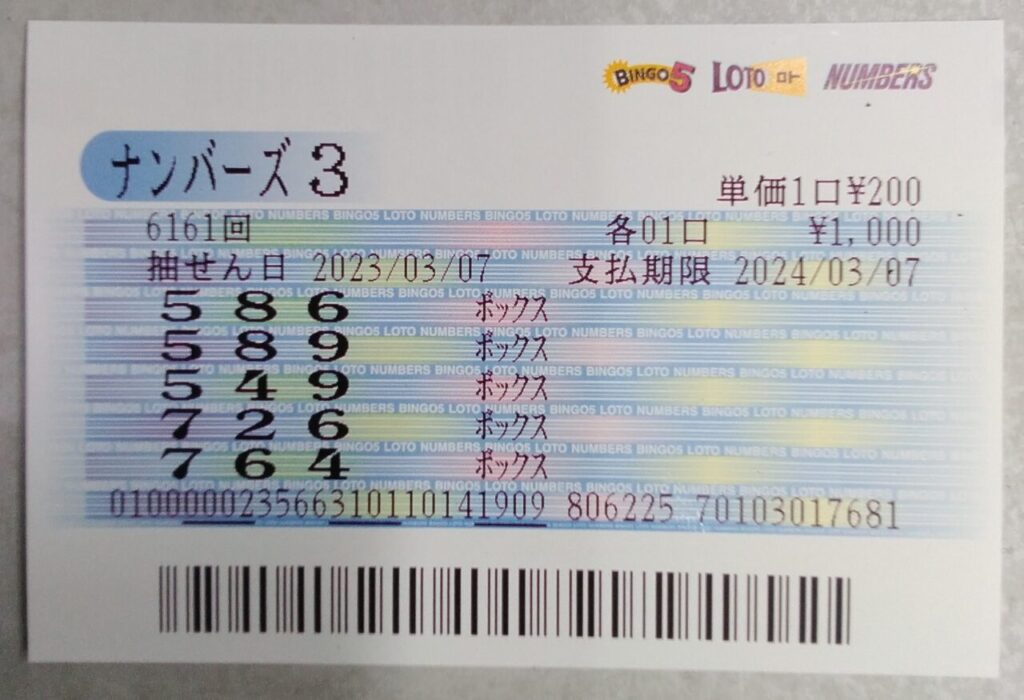 BINGO5 LOTO ロト NUMBERS
ナンバーズ 3
単価1口¥200
6161回 各01口 ¥1,000
抽せん日 2023/03/07 支払期限 2024/03/07
5 8 6 ボックス
5 8 9 ボックス
5 4 9 ボックス
7 2 6 ボックス
7 6 4 ボックス
010000023566310110141909 806225 70103017681